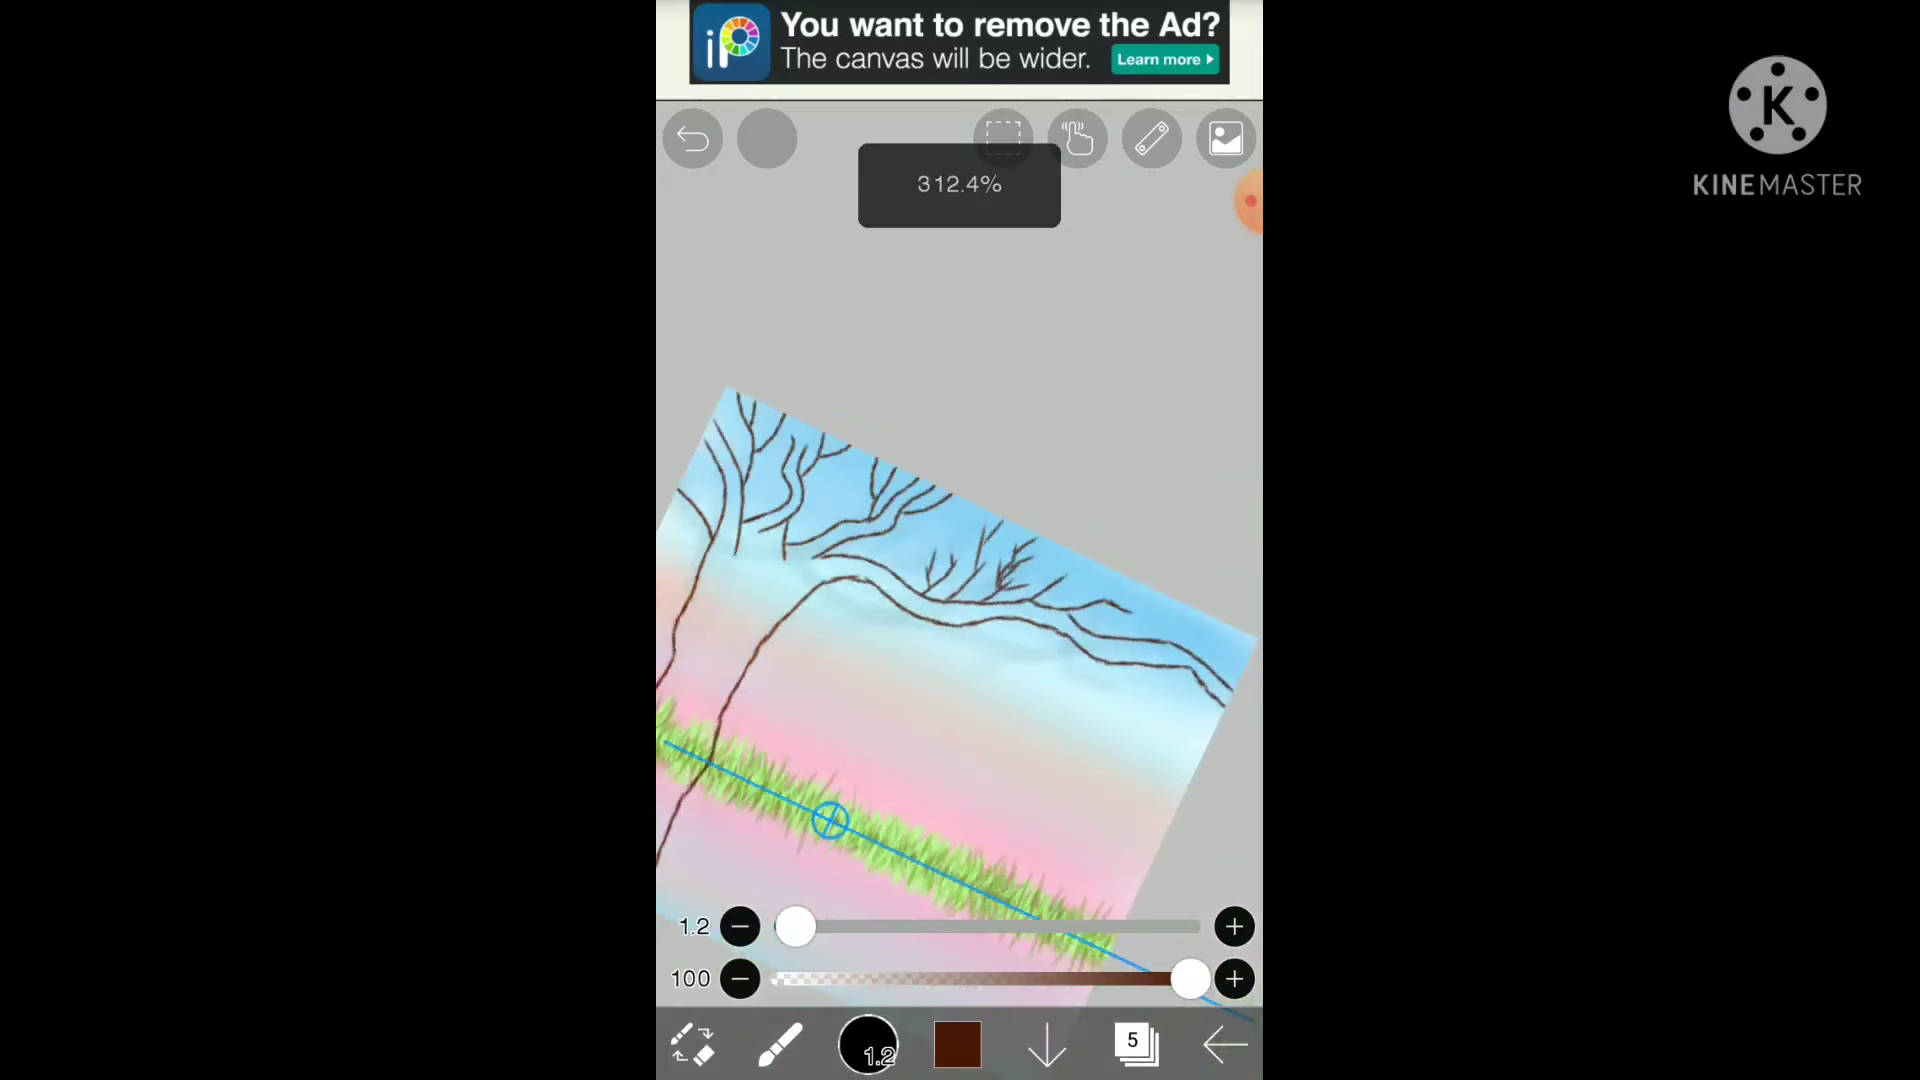 You want to remove the Ad?
iP
The canvas will be wider.
Learn more
K
KINEMASTER
312.4%
1.2
100
1.2
5